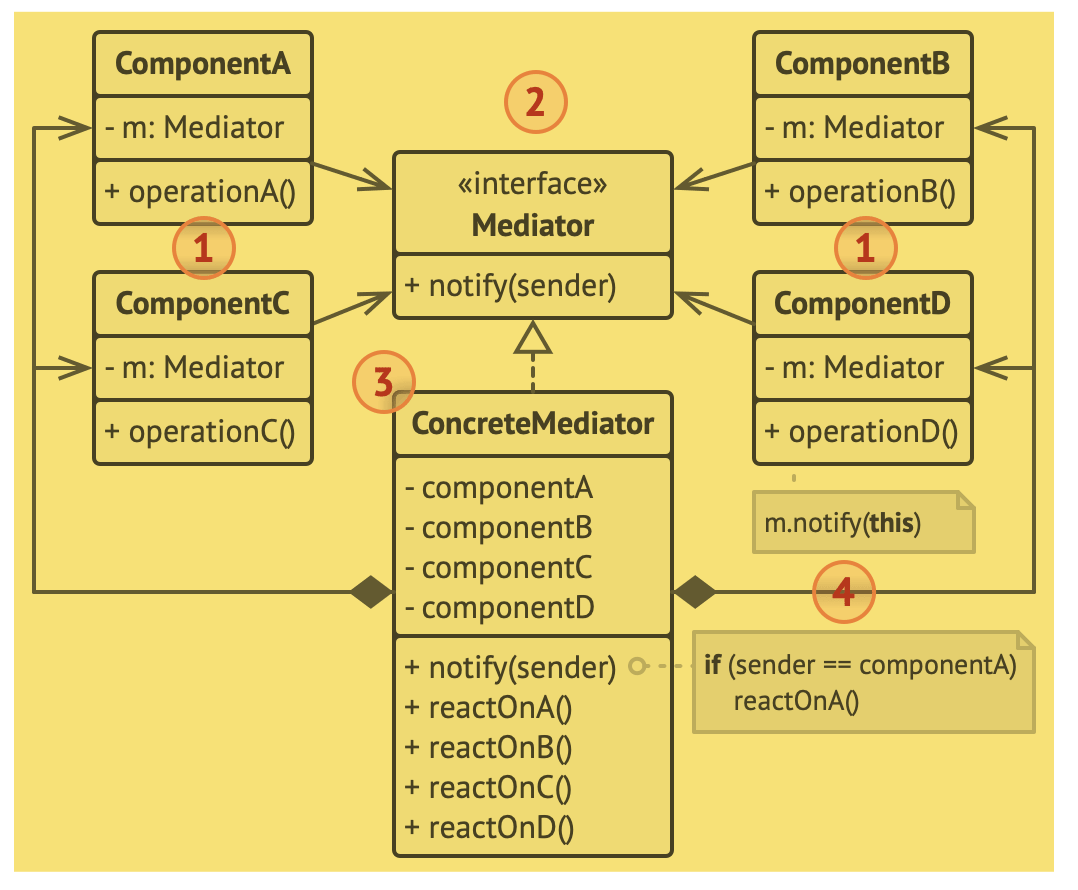 ComponentA
- m: Mediator
+ operationA()
1
ComponentC
- m: Mediator
+ operationC()
2
«interface»
Mediator
+ notify(sender)
3
ConcreteMediator
- componentA
- componentB
- componentC
- componentD
+ notify(sender)
+ reactOnA()
+ reactOnB()
+ reactOnC()
+ reactOnD()
ComponentB
- m: Mediator
+ operationB()
1
ComponentD
- m: Mediator
+ operationD()
m.notify(this)
4
if (sender == componentA)
reactOnA()